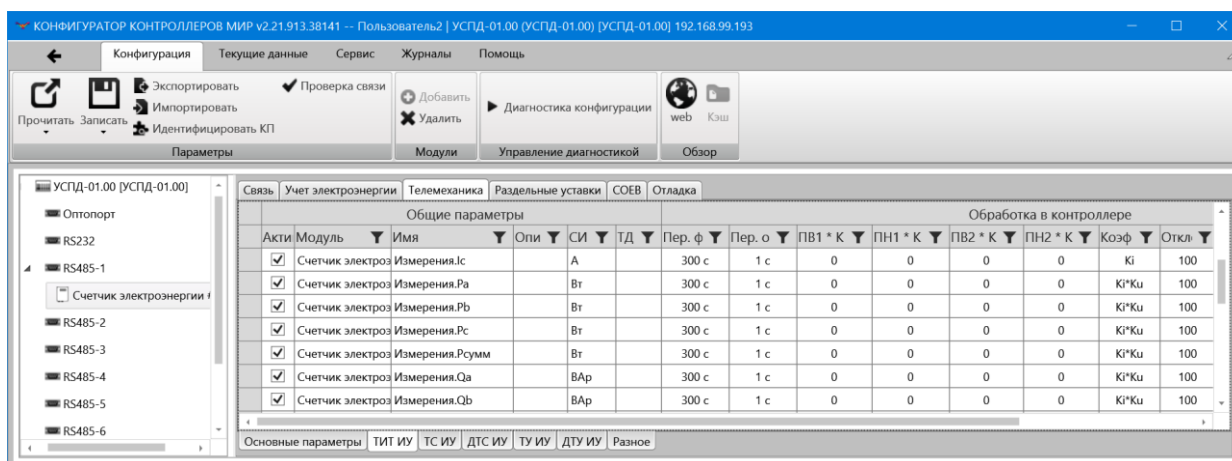 КОНФИГУРАТОР КОНТРОЛЛЕРОВ МИР v2.21.913.38141 -- Пользователь2 | УСПД-01.00 (УСПД-01.00) [УСПД-01.00] 192.168.99.193
Конфигурация Текущие данные Сервис Журналы Помощь
Прочитать Записать Экспортировать Импортировать Идентифицировать КП Проверка связи
Добавить Удалить
Диагностика конфигурации
web Кэш
Параметры Модули Управление диагностикой Обзор
УСПД-01.00 [УСПД-01.00]
Оптопорт
RS232
RS485-1
Счетчик электроэнергии
RS485-2
RS485-3
RS485-4
RS485-5
RS485-6
Связь Учет электроэнергии Телемеханика Раздельные уставки СОЕВ Отладка
Общие параметры Обработка в контроллере
Акти Модуль Имя Опи СИ ТД Пер. ф Пер. о ПВ1 * К ПН1 * К ПВ2 * К ПН2 * К Коэф Откл
Счетчик электроз Измерения.Ic А 300 с 1 с 0 0 0 0 Ki 100
Счетчик электроз Измерения.Pa Вт 300 с 1 с 0 0 0 0 Ki*Ku 100
Счетчик электроз Измерения.Pb Вт 300 с 1 с 0 0 0 0 Ki*Ku 100
Счетчик электроз Измерения.Pc Вт 300 с 1 с 0 0 0 0 Ki*Ku 100
Счетчик электроз Измерения.Pсумм Вт 300 с 1 с 0 0 0 0 Ki*Ku 100
Счетчик электроз Измерения.Qa ВАр 300 с 1 с 0 0 0 0 Ki*Ku 100
Счетчик электроз Измерения.Qb ВАр 300 с 1 с 0 0 0 0 Ki*Ku 100
Основные параметры ТИТ ИУ ТС ИУ ДТС ИУ ТУ ИУ ДТУ ИУ Разное